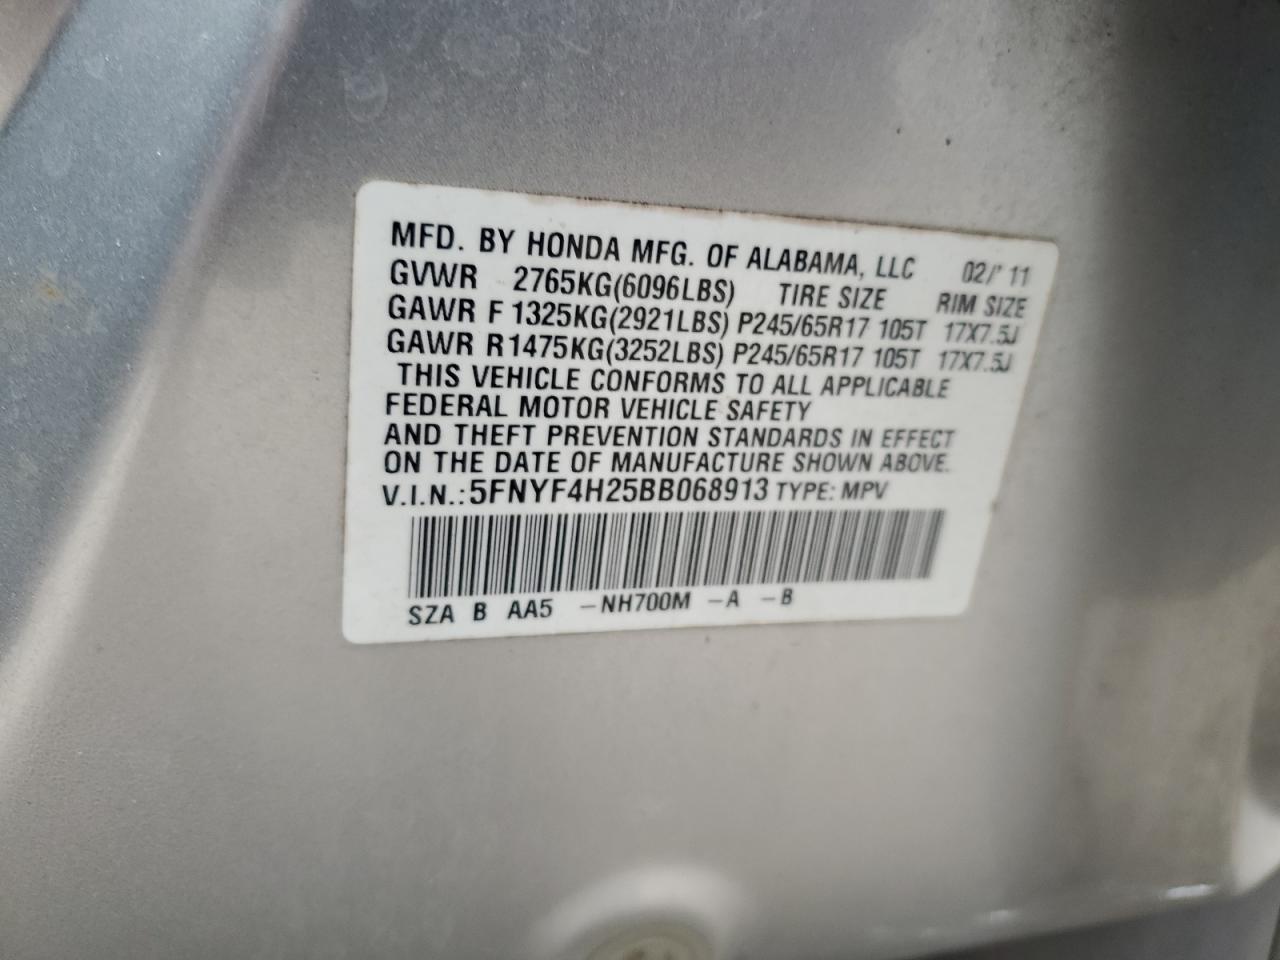 MFD. BY HONDA MFG. OF ALABAMA, LLC 02/' 11
GVWR 2765KG(6096LBS) TIRE SIZE RIM SIZE
GAWR F 1325KG(2921LBS) P245/65R17 105T 17X7.5J
GAWR R1475KG(3252LBS) P245/65R17 105T 17X7.5J
THIS VEHICLE CONFORMS TO ALL APPLICABLE
FEDERAL MOTOR VEHICLE SAFETY
AND THEFT PREVENTION STANDARDS IN EFFECT
ON THE DATE OF MANUFACTURE SHOWN ABOVE.
V.I.N.: 5FNYF4H25BB068913 TYPE: MPV
SZA B AA5 -NH700M -A -B